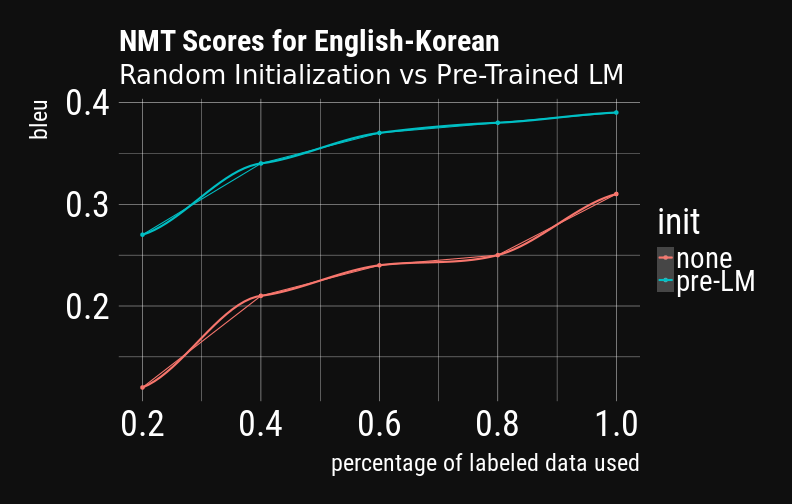 NMT Scores for English-Korean
Random Initialization vs Pre-Trained LM
bleu
0.4
0.3
0.2
0.2 0.4 0.6 0.8 1.0
percentage of labeled data used
init
none
pre-LM